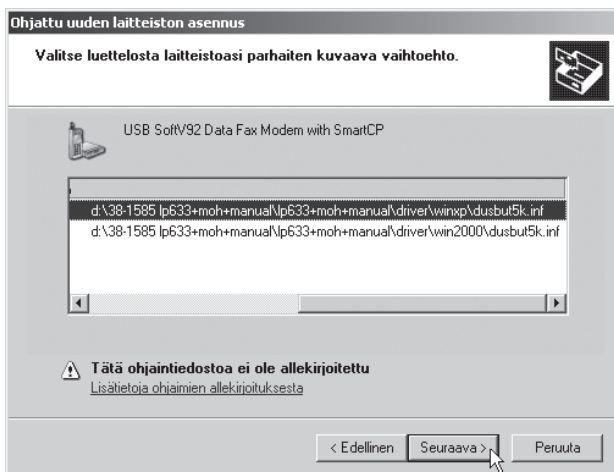 Ohjattu uuden laitteiston asennus
Valitse luettelosta laitteistoasi parhaiten kuvaava vaihtoehto.
USB SoftV92 Data Fax Modem with SmartCP
d:\38-1585 lp633+moh+manual\lp633+moh+manual\driver\winxp\dusbut5k.inf
d:\38-1585 lp633+moh+manual\lp633+moh+manual\driver\win2000\dusbut5k.inf
Tätä ohjaintiedostoa ei ole allekirjoitettu
Lisätietoja ohjaimien allekirjoituksesta
< Edellinen Seuraava > Peruuta